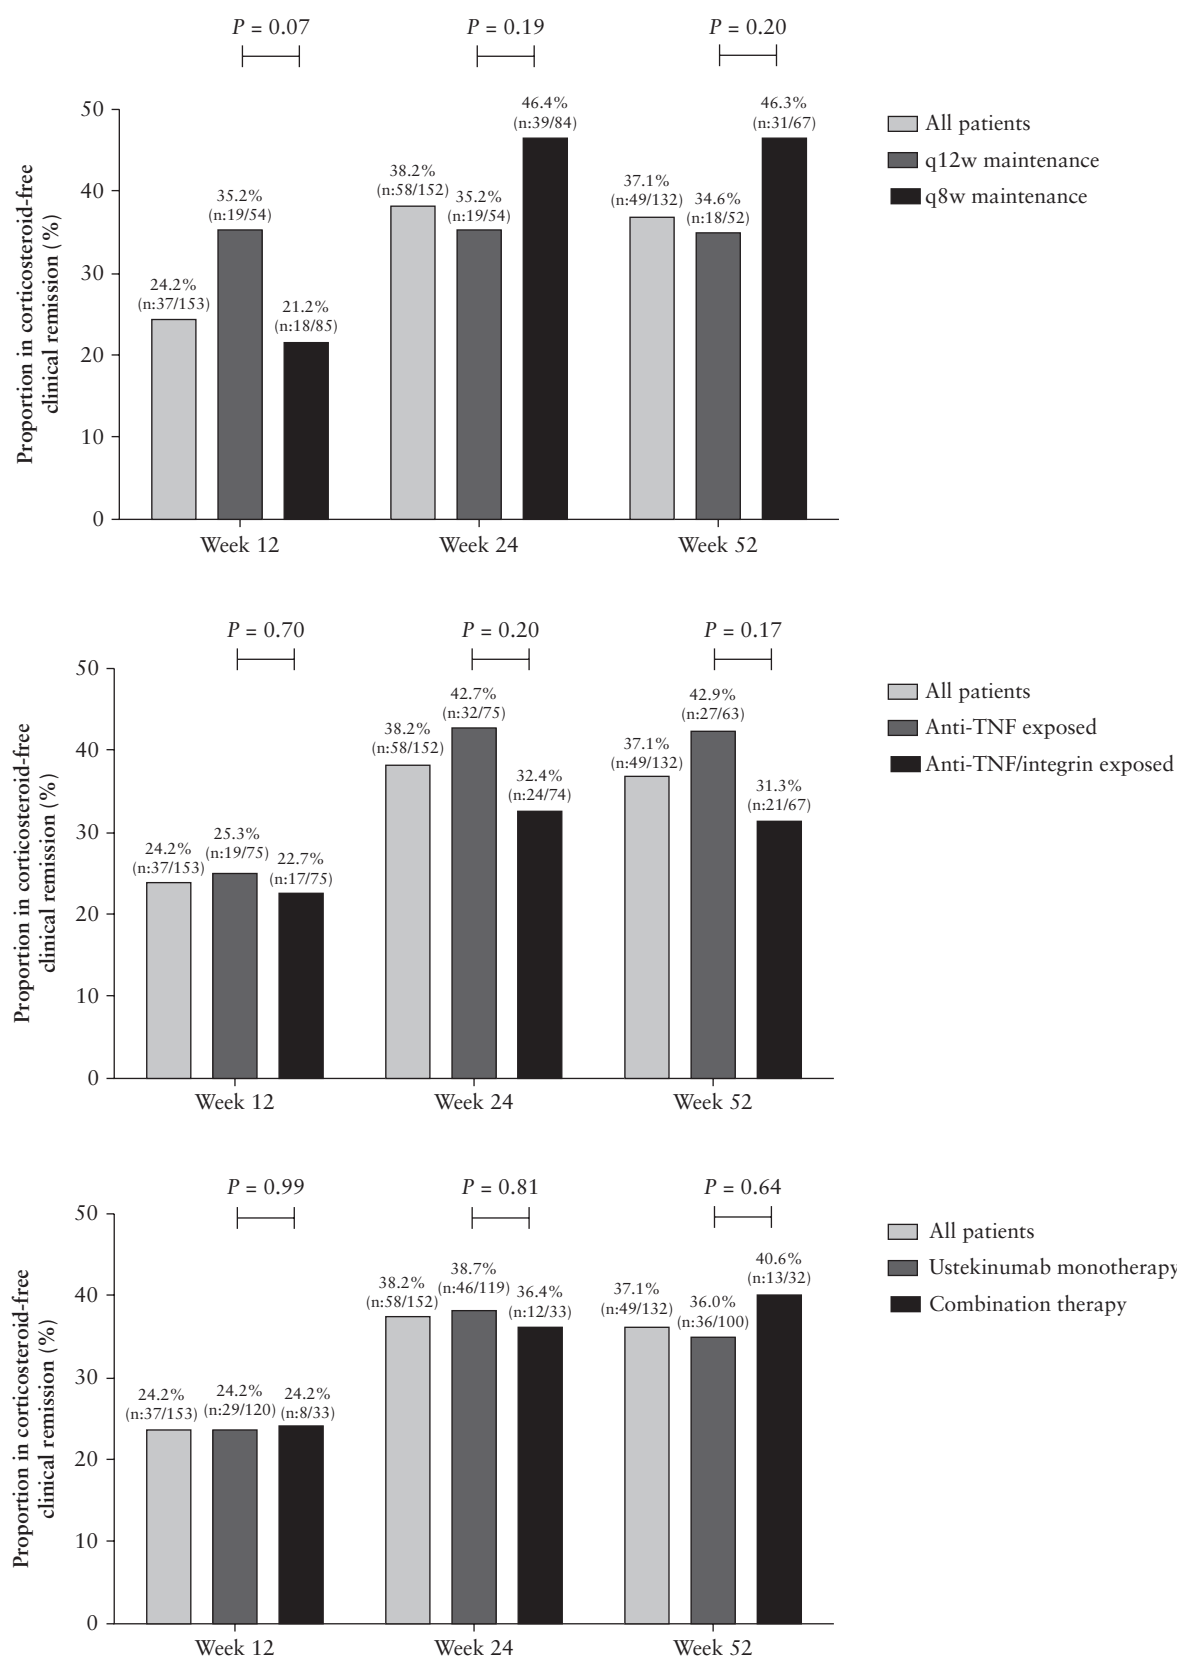 P = 0.07
P = 0.19
P = 0.20
Proportion in corticosteroid-free
clinical remission (%)
50
40
30
20
10
0
24.2%
(n:37/153)
35.2%
(n:19/54)
21.2%
(n:18/85)
38.2%
(n:58/152)
35.2%
(n:19/54)
46.4%
(n:39/84)
37.1%
(n:49/132)
34.6%
(n:18/52)
46.3%
(n:31/67)
Week 12
Week 24
Week 52
All patients
q12w maintenance
q8w maintenance
P = 0.70
P = 0.20
P = 0.17
Proportion in corticosteroid-free
clinical remission (%)
50
40
30
20
10
0
24.2%
(n:37/153)
25.3%
(n:19/75)
22.7%
(n:17/75)
38.2%
(n:58/152)
42.7%
(n:32/75)
32.4%
(n:24/74)
37.1%
(n:49/132)
42.9%
(n:27/63)
31.3%
(n:21/67)
Week 12
Week 24
Week 52
All patients
Anti-TNF exposed
Anti-TNF/integrin exposed
P = 0.99
P = 0.81
P = 0.64
Proportion in corticosteroid-free
clinical remission (%)
50
40
30
20
10
0
24.2%
(n:37/153)
24.2%
(n:29/120)
24.2%
(n:8/33)
38.2%
(n:58/152)
38.7%
(n:46/119)
36.4%
(n:12/33)
37.1%
(n:49/132)
36.0%
(n:36/100)
40.6%
(n:13/32)
Week 12
Week 24
Week 52
All patients
Ustekinumab monotherapy
Combination therapy